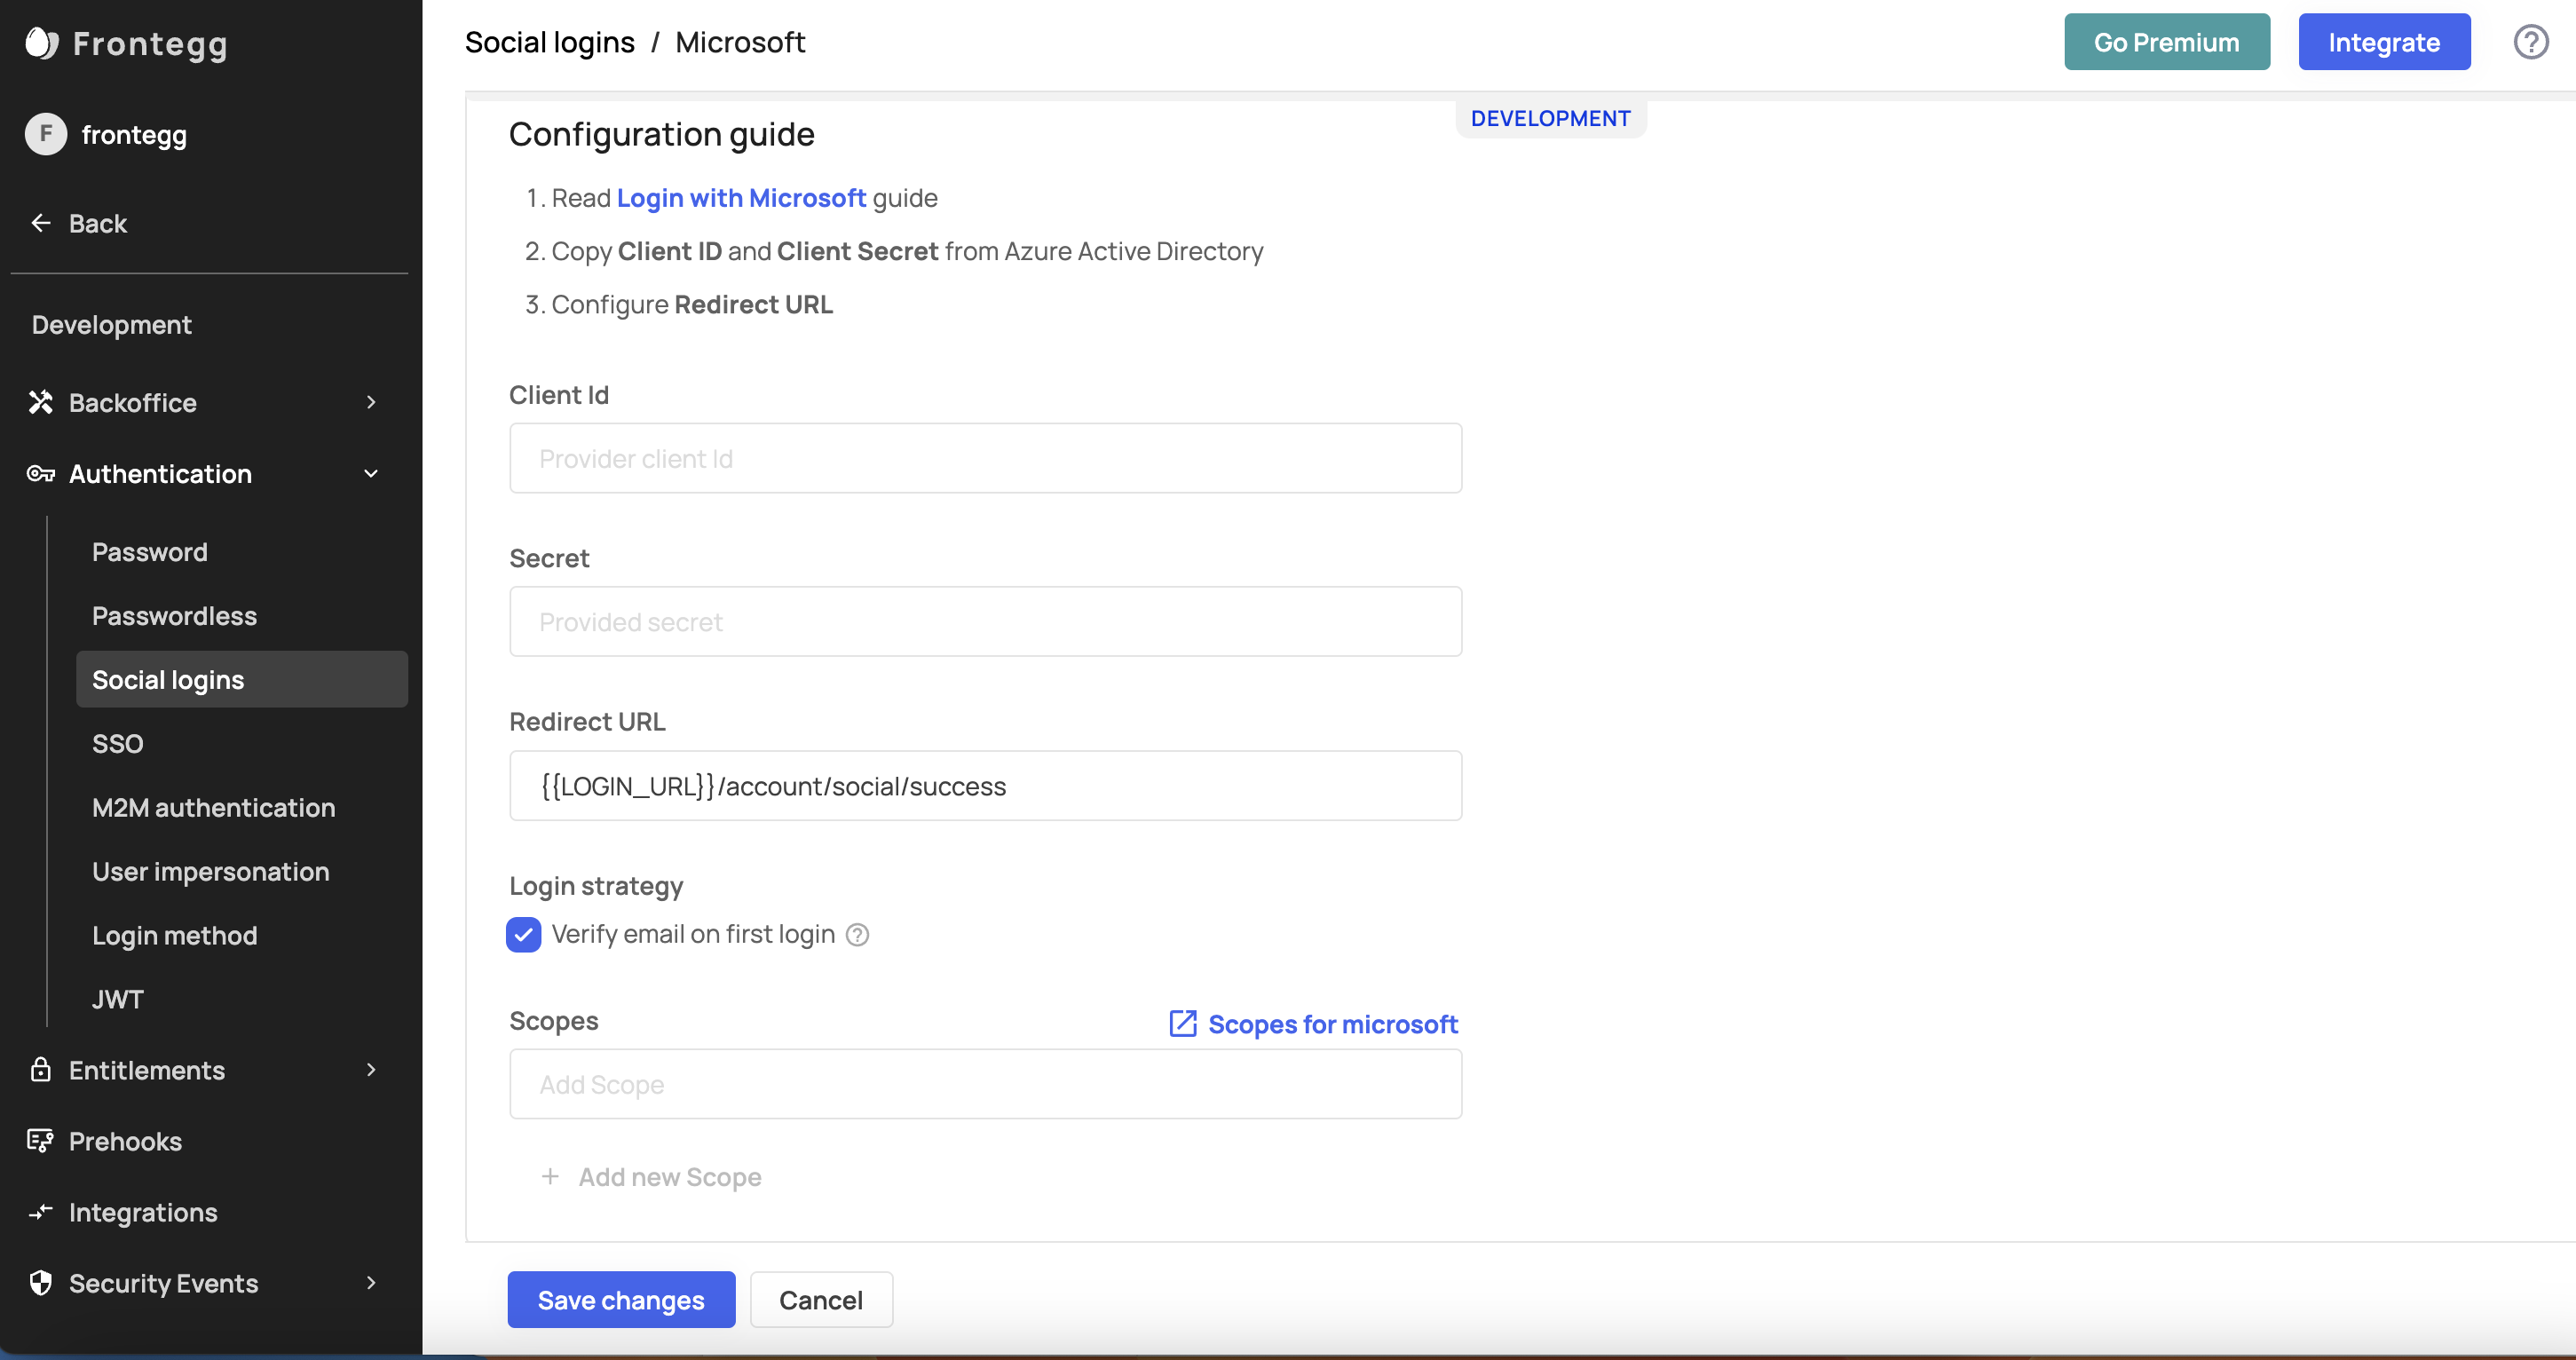 Frontegg
F frontegg
Back
Development
Backoffice
Authentication
Password
Passwordless
Social logins
SSO
M2M authentication
User impersonation
Login method
JWT
Entitlements
Prehooks
Integrations
Security Events
Social logins / Microsoft
Go Premium
Integrate
?
DEVELOPMENT
Configuration guide
1. Read Login with Microsoft guide
2. Copy Client ID and Client Secret from Azure Active Directory
3. Configure Redirect URL
Client Id
Provider client Id
Secret
Provided secret
Redirect URL
{{LOGIN_URL}}/account/social/success
Login strategy
Verify email on first login ?
Scopes
Scopes for microsoft
Add Scope
+ Add new Scope
Save changes
Cancel